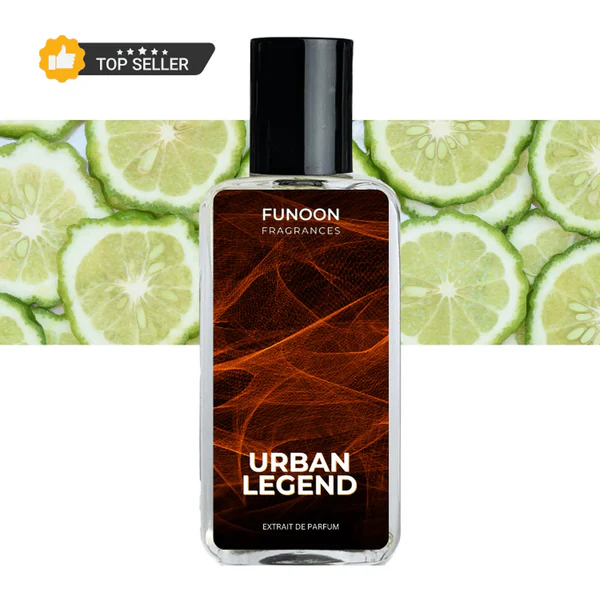 TOP SELLER
FUNOON
FRAGRANCES
URBAN
LEGEND
EXTRAIT DE PARFUM